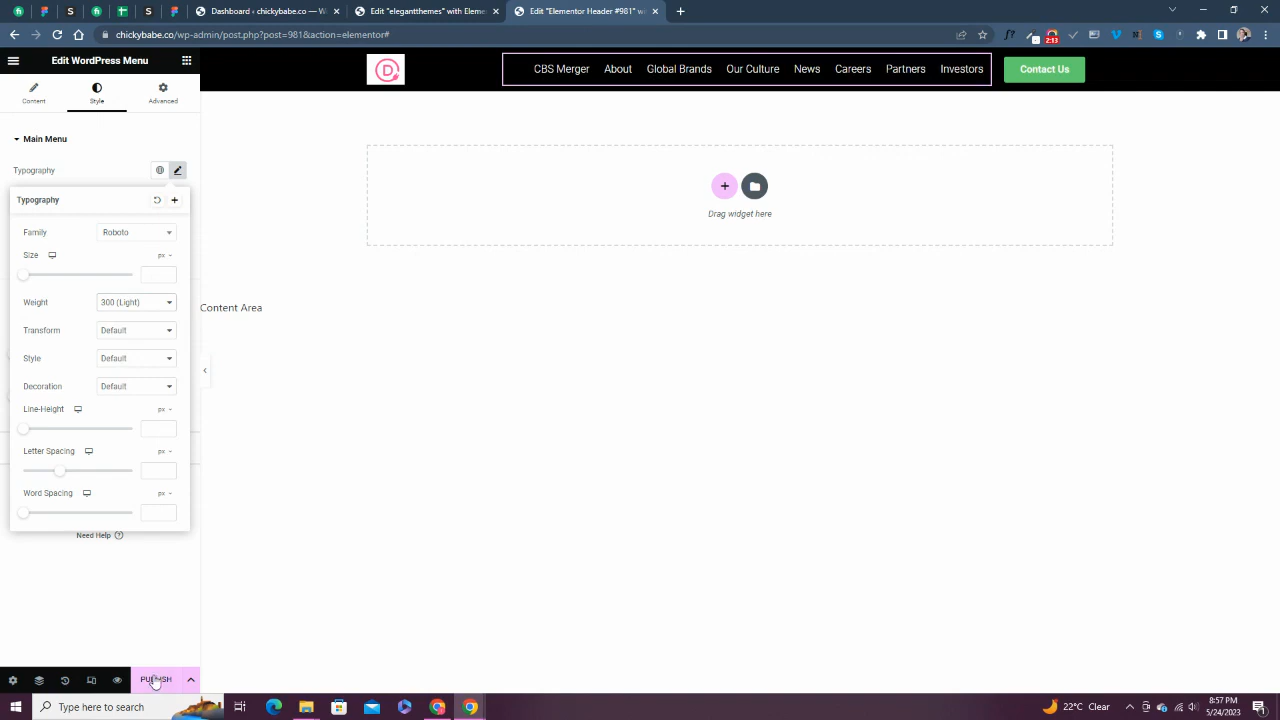 Dashboard ‹ chickybabe.co — W
Edit "elegantthemes" with Elemen
Edit "Elementor Header #981" wi
chickybabe.co/wp-admin/post.php?post=981&action=elementor#
2:13
Edit WordPress Menu
Content
Style
Advanced
D
CBS Merger
About
Global Brands
Our Culture
News
Careers
Partners
Investors
Contact Us
Main Menu
Typography
Typography
Family
Roboto
Size
px
Weight
300 (Light)
Transform
Default
Style
Default
Decoration
Default
Line-Height
px
Letter Spacing
px
Word Spacing
px
Need Help
Drag widget here
Content Area
PUBLISH
Type here to search
22°C Clear
8:57 PM
5/24/2023